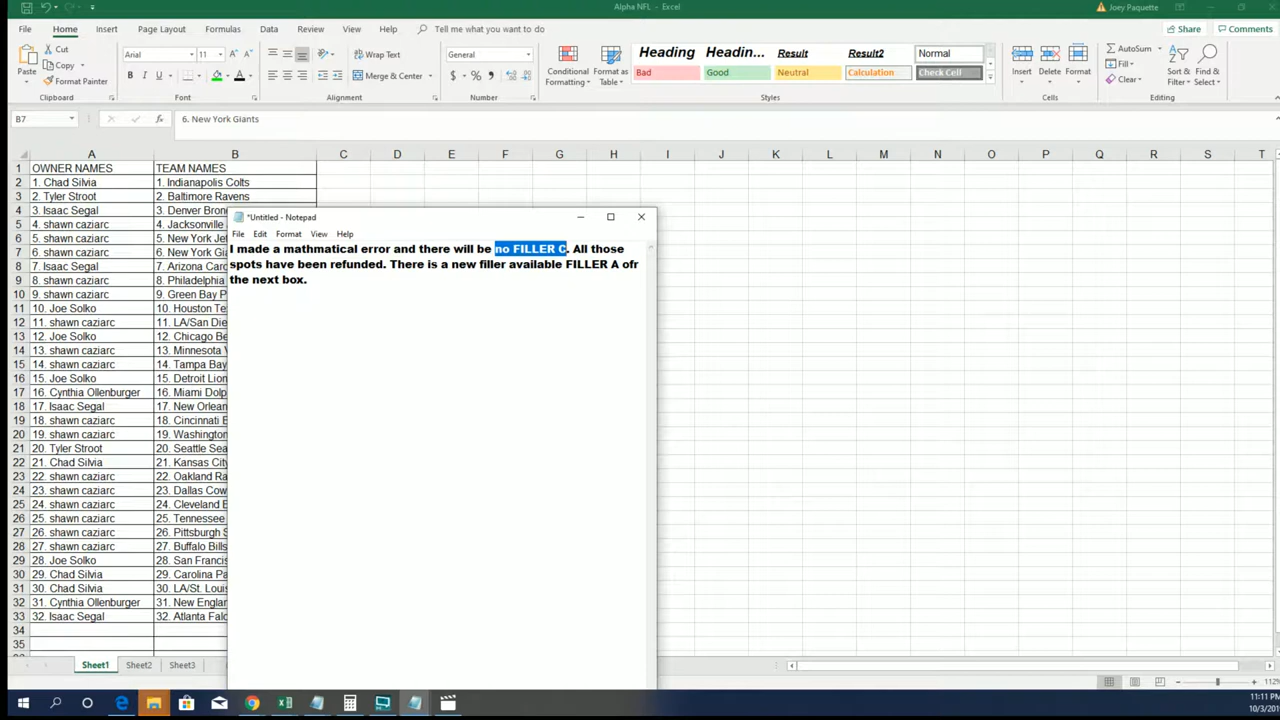 Alpha NFL - Excel
Joey Paquette
File Home Insert Page Layout Formulas Data Review View Help Tell me what you want to do
Share Comments
Paste
Cut
Copy
Format Painter
Clipboard
Arial 11
B I U
Font
Wrap Text
Merge & Center
Alignment
General
$ % ,
Number
Conditional Formatting
Format as Table
Heading Headin... Result Result2 Normal
Bad Good Neutral Calculation Check Cell
Styles
Insert Delete Format
Cells
AutoSum
Fill
Clear
Sort & Filter
Find & Select
Editing
B7 fx 6. New York Giants
A B C D E F G H I J K L M N O P Q R S T
1 OWNER NAMES TEAM NAMES
2 1. Chad Silvia 1. Indianapolis Colts
3 2. Tyler Stroot 2. Baltimore Ravens
4 3. Isaac Segal 3. Denver Bron
5 4. shawn caziarc 4. Jacksonville
6 5. shawn caziarc 5. New York Jet
7 6. shawn caziarc 6. New York Gi
8 7. Isaac Segal 7. Arizona Card
9 8. shawn caziarc 8. Philadelphia
10 9. shawn caziarc 9. Green Bay P
11 10. Joe Solko 10. Houston Te
12 11. shawn caziarc 11. LA/San Die
13 12. Joe Solko 12. Chicago Be
14 13. shawn caziarc 13. Minnesota V
15 14. shawn caziarc 14. Tampa Bay
16 15. Joe Solko 15. Detroit Lion
17 16. Cynthia Ollenburger 16. Miami Dolp
18 17. Isaac Segal 17. New Orlean
19 18. shawn caziarc 18. Cincinnati B
20 19. shawn caziarc 19. Washington
21 20. Tyler Stroot 20. Seattle Sea
22 21. Chad Silvia 21. Kansas City
23 22. shawn caziarc 22. Oakland Ra
24 23. shawn caziarc 23. Dallas Cow
25 24. shawn caziarc 24. Cleveland B
26 25. shawn caziarc 25. Tennessee
27 26. shawn caziarc 26. Pittsburgh S
28 27. shawn caziarc 27. Buffalo Bills
29 28. Joe Solko 28. San Francis
30 29. Chad Silvia 29. Carolina Pa
31 30. Chad Silvia 30. LA/St. Louis
32 31. Cynthia Ollenburger 31. New Englan
33 32. Isaac Segal 32. Atlanta Falc
34
35
*Untitled - Notepad
File Edit Format View Help
I made a mathmatical error and there will be no FILLER C. All those
spots have been refunded. There is a new filler available FILLER A ofr
the next box.
Sheet1 Sheet2 Sheet3
112%
11:11 PM